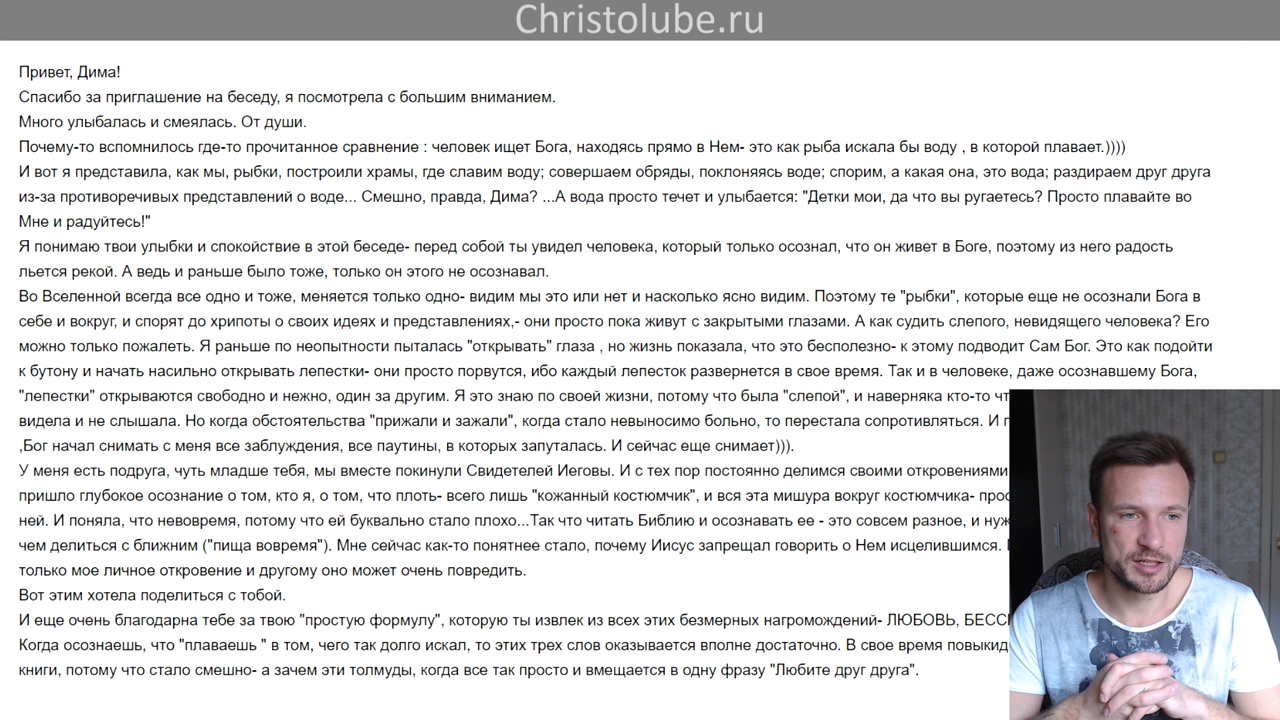 Christolube.ru
Привет, Дима!
Спасибо за приглашение на беседу, я посмотрела с большим вниманием.
Много улыбалась и смеялась. От души.
Почему-то вспомнилось где-то прочитанное сравнение : человек ищет Бога, находясь прямо в Нем- это как рыба искала бы воду , в которой плавает.))))
И вот я представила, как мы, рыбки, построили храмы, где славим воду; совершаем обряды, поклоняясь воде; спорим, а какая она, это вода; раздираем друг друга
из-за противоречивых представлений о воде... Смешно, правда, Дима? ...А вода просто течет и улыбается: "Детки мои, да что вы ругаетесь? Просто плавайте во
Мне и радуйтесь!"
Я понимаю твои улыбки и спокойствие в этой беседе- перед собой ты увидел человека, который только осознал, что он живет в Боге, поэтому из него радость
льется рекой. А ведь и раньше было тоже, только он этого не осознавал.
Во Вселенной всегда все одно и тоже, меняется только одно- видим мы это или нет и насколько ясно видим. Поэтому те "рыбки", которые еще не осознали Бога в
себе и вокруг, и спорят до хрипоты о своих идеях и представлениях,- они просто пока живут с закрытыми глазами. А как судить слепого, невидящего человека? Его
можно только пожалеть. Я раньше по неопытности пыталась "открывать" глаза , но жизнь показала, что это бесполезно- к этому подводит Сам Бог. Это как подойти
к бутону и начать насильно открывать лепестки- они просто порвутся, ибо каждый лепесток развернется в свое время. Так и в человеке, даже осознавшему Бога,
"лепестки" открываются свободно и нежно, один за другим. Я это знаю по своей жизни, потому что была "слепой", и наверняка кто-то
видела и не слышала. Но когда обстоятельства "прижали и зажали", когда стало невыносимо больно, то перестала сопротивляться. И
,Бог начал снимать с меня все заблуждения, все паутины, в которых запуталась. И сейчас еще снимает))).
У меня есть подруга, чуть младше тебя, мы вместе покинули Свидетелей Иеговы. И с тех пор постоянно делимся своими откровениями
пришло глубокое осознание о том, кто я, о том, что плоть- всего лишь "кожанный костюмчик", и вся эта мишура вокруг костюмчика-
ней. И поняла, что невовремя, потому что ей буквально стало плохо...Так что читать Библию и осознавать ее - это совсем разное, и
чем делиться с ближним ("пища вовремя"). Мне сейчас как-то понятнее стало, почему Иисус запрещал говорить о Нем исцелившимся.
только мое личное откровение и другому оно может очень повредить.
Вот этим хотела поделиться с тобой.
И еще очень благодарна тебе за твою "простую формулу", которую ты извлек из всех этих безмерных нагромождений- ЛЮБОВЬ,
Когда осознаешь, что "плаваешь " в том, чего так долго искал, то этих трех слов оказывается вполне достаточно. В свое время
книги, потому что стало смешно- а зачем эти толмуды, когда все так просто и вмещается в одну фразу "Любите друг друга".